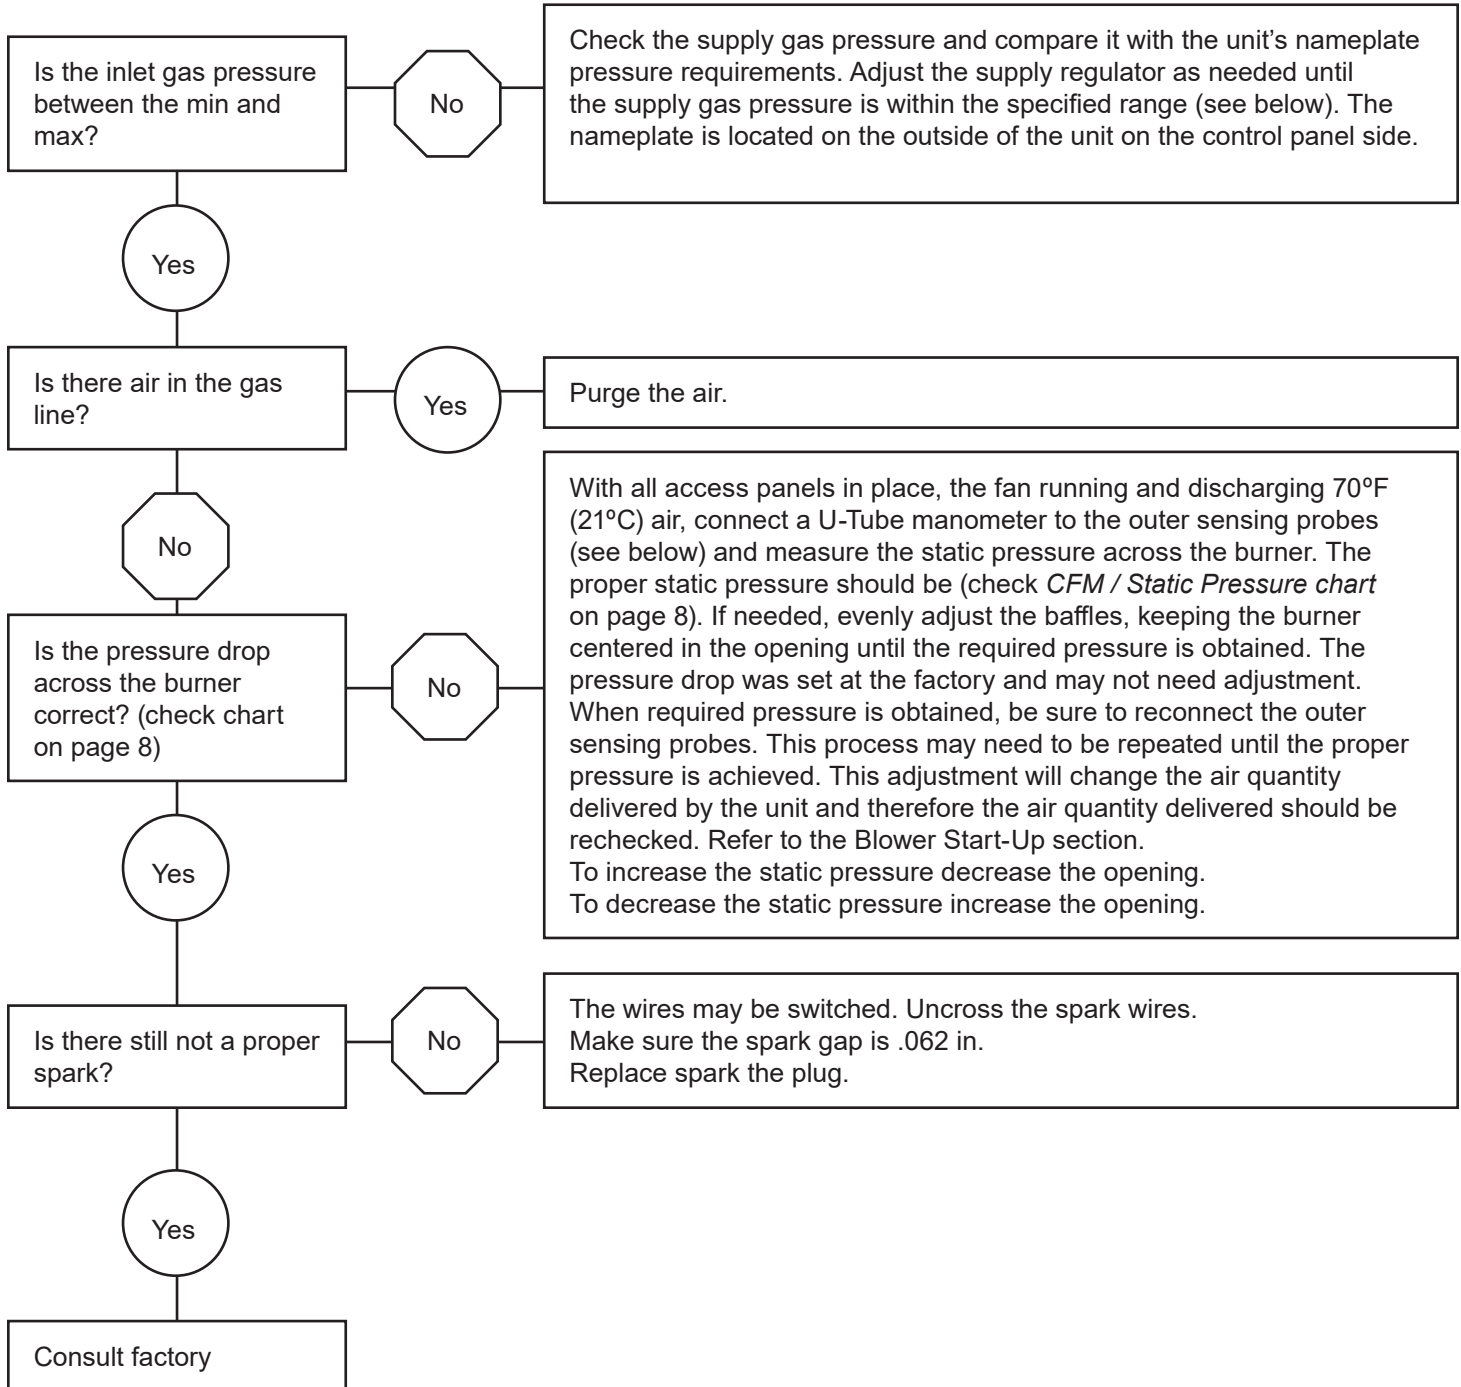 Is the inlet gas pressure
between the min and
max?
No
Check the supply gas pressure and compare it with the unit’s nameplate
pressure requirements. Adjust the supply regulator as needed until
the supply gas pressure is within the specified range (see below). The
nameplate is located on the outside of the unit on the control panel side.
Yes
Is there air in the gas
line?
Yes
Purge the air.
No
Is the pressure drop
across the burner
correct? (check chart
on page 8)
No
With all access panels in place, the fan running and discharging 70ºF
(21ºC) air, connect a U-Tube manometer to the outer sensing probes
(see below) and measure the static pressure across the burner. The
proper static pressure should be (check CFM / Static Pressure chart
on page 8). If needed, evenly adjust the baffles, keeping the burner
centered in the opening until the required pressure is obtained. The
pressure drop was set at the factory and may not need adjustment.
When required pressure is obtained, be sure to reconnect the outer
sensing probes. This process may need to be repeated until the proper
pressure is achieved. This adjustment will change the air quantity
delivered by the unit and therefore the air quantity delivered should be
rechecked. Refer to the Blower Start-Up section.
To increase the static pressure decrease the opening.
To decrease the static pressure increase the opening.
Yes
Is there still not a proper
spark?
No
The wires may be switched. Uncross the spark wires.
Make sure the spark gap is .062 in.
Replace spark the plug.
Yes
Consult factory